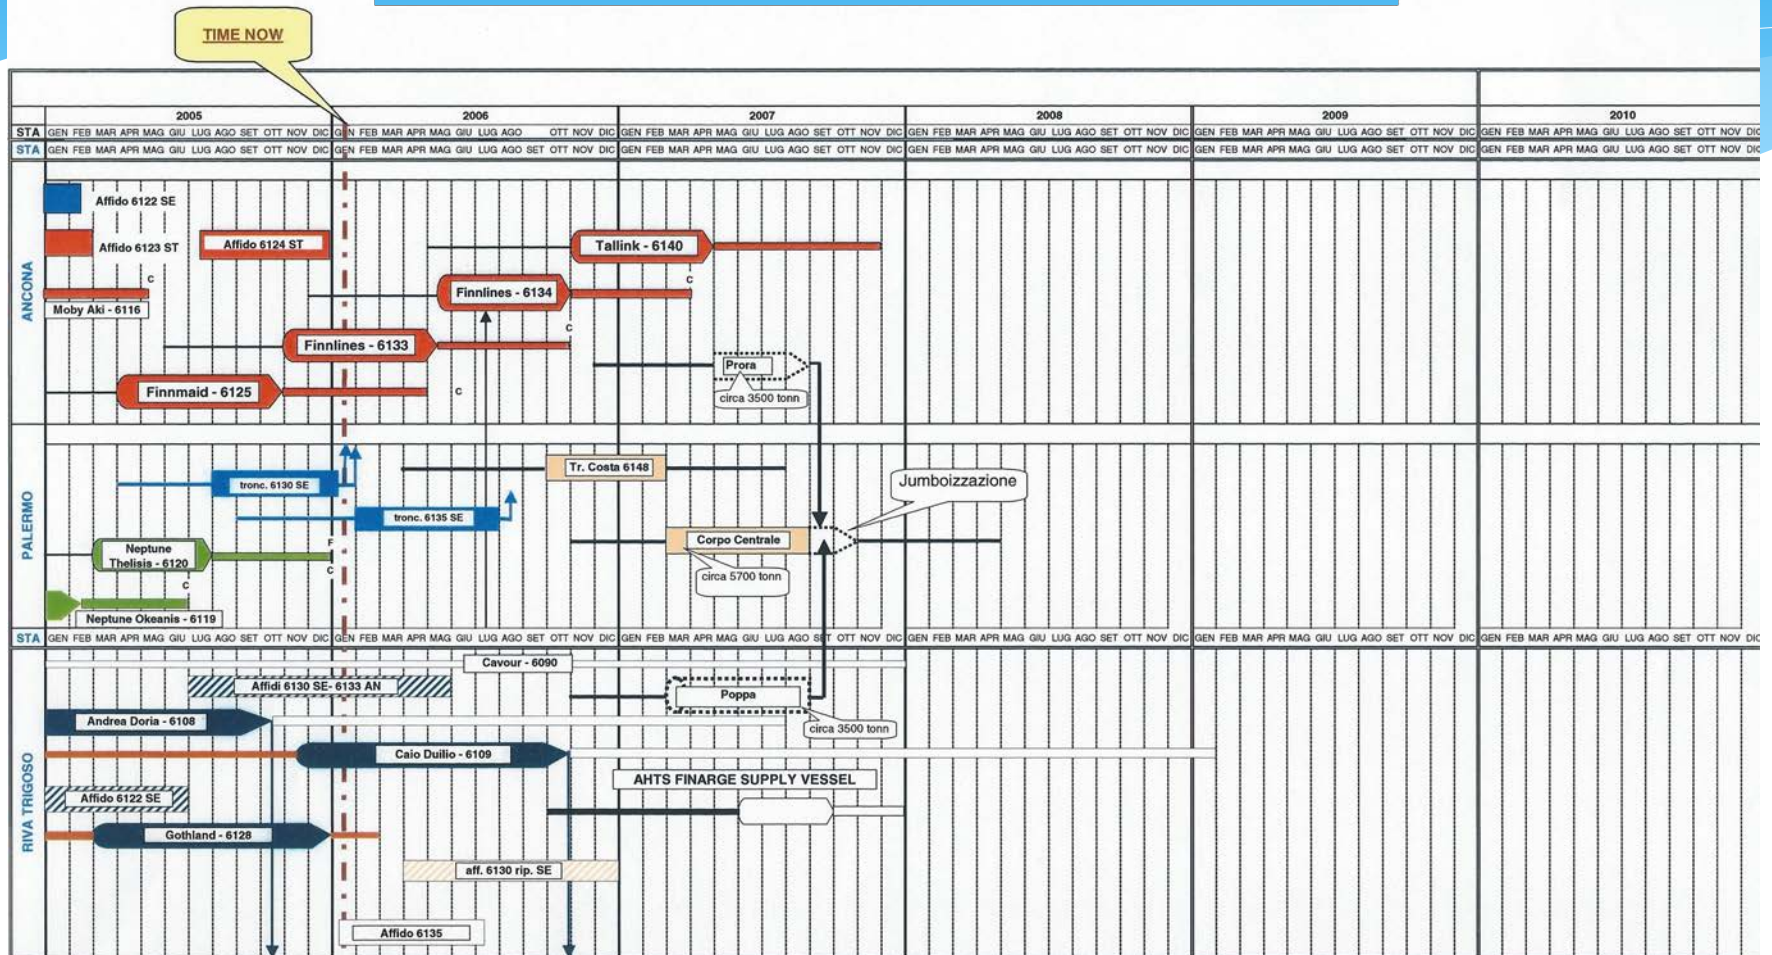 TIME NOW
2005 2006 2007 2008 2009 2010
STA GEN FEB MAR APR MAG GIU LUG AGO SET OTT NOV DIC GEN FEB MAR APR MAG GIU LUG AGO OTT NOV DIC GEN FEB MAR APR MAG GIU LUG AGO SET OTT NOV DIC GEN FEB MAR APR MAG GIU LUG AGO SET OTT NOV DIC GEN FEB MAR APR MAG GIU LUG AGO SET OTT NOV DIC GEN FEB MAR APR MAG GIU LUG AGO SET OTT NOV DIC
STA GEN FEB MAR APR MAG GIU LUG AGO SET OTT NOV DIC GEN FEB MAR APR MAG GIU LUG AGO SET OTT NOV DIC GEN FEB MAR APR MAG GIU LUG AGO SET OTT NOV DIC GEN FEB MAR APR MAG GIU LUG AGO SET OTT NOV DIC GEN FEB MAR APR MAG GIU LUG AGO SET OTT NOV DIC GEN FEB MAR APR MAG GIU LUG AGO SET OTT NOV DIC
ANCONA
Affido 6122 SE
Affido 6123 ST
Affido 6124 ST
Tallink - 6140
C
Moby Aki - 6116
Finnlines - 6134
C
Finnlines - 6133
C
Finnmaid - 6125
C
Prora
circa 3500 tonn
PALERMO
Tr. Costa 6148
tronc. 6130 SE
Jumboizzazione
tronc. 6135 SE
Neptune
Thelisis - 6120
F
C
Corpo Centrale
circa 5700 tonn
C
Neptune Okeanis - 6119
STA GEN FEB MAR APR MAG GIU LUG AGO SET OTT NOV DIC GEN FEB MAR APR MAG GIU LUG AGO SET OTT NOV DIC GEN FEB MAR APR MAG GIU LUG AGO SET OTT NOV DIC GEN FEB MAR APR MAG GIU LUG AGO SET OTT NOV DIC GEN FEB MAR APR MAG GIU LUG AGO SET OTT NOV DIC GEN FEB MAR APR MAG GIU LUG AGO SET OTT NOV DIC
RIVA TRIGOSO
Cavour - 6090
Affidi 6130 SE- 6133 AN
Poppa
Andrea Doria - 6108
circa 3500 tonn
Caio Duilio - 6109
AHTS FINARGE SUPPLY VESSEL
Affido 6122 SE
Gothland - 6128
aff. 6130 rip. SE
Affido 6135